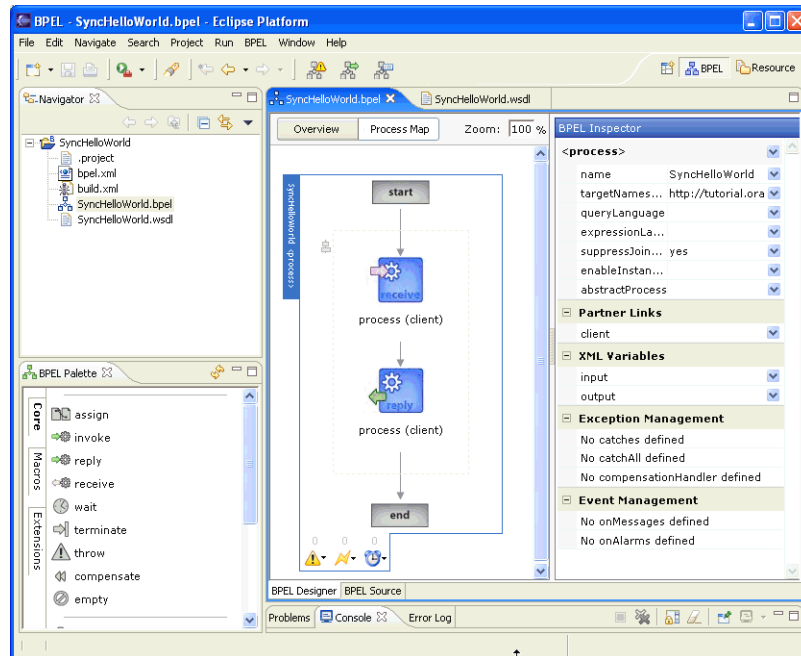 BPEL - SyncHelloWorld.bpel - Eclipse Platform
File Edit Navigate Search Project Run BPEL Window Help
BPEL Resource
Navigator
SyncHelloWorld
.project
bpel.xml
build.xml
SyncHelloWorld.bpel
SyncHelloWorld.wsdl
BPEL Palette
Core
Macros
Extensions
assign
invoke
reply
receive
wait
terminate
throw
compensate
empty
SyncHelloWorld.bpel SyncHelloWorld.wsdl
Overview Process Map Zoom: 100 %
SyncHelloWorld <process>
start
receive
process (client)
reply
process (client)
end
0 0 0
BPEL Designer BPEL Source
BPEL Inspector
<process>
name SyncHelloWorld
targetNames... http://tutorial.ora
queryLanguage
expressionLa...
suppressJoin... yes
enableInstan...
abstractProcess
Partner Links
client
XML Variables
input
output
Exception Management
No catches defined
No catchAll defined
No compensationHandler defined
Event Management
No onMessages defined
No onAlarms defined
Problems Console Error Log